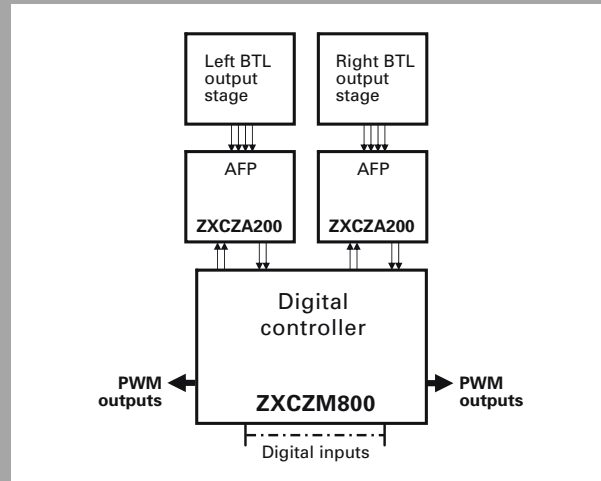 Left BTL
output
stage
Right BTL
output
stage
AFP
ZXCZA200
AFP
ZXCZA200
Digital
controller
ZXCZM800
PWM
outputs
PWM
outputs
Digital inputs